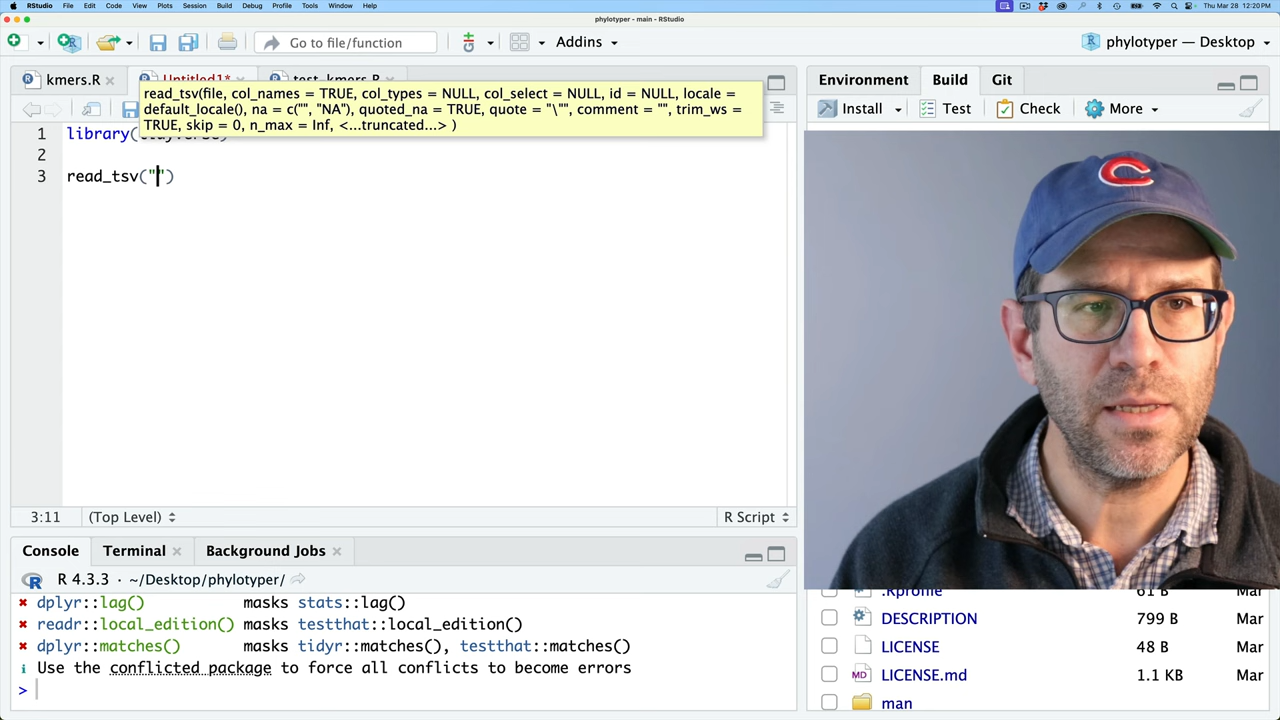 RStudio File Edit Code View Plots Session Build Debug Profile Tools Window Help
Thu Mar 28 12:20 PM
phylotyper - main - RStudio
Go to file/function
Addins
phylotyper — Desktop
kmers.R
Untitled1*
test_kmers.R
Environment Build Git
Install Test Check More
read_tsv(file, col_names = TRUE, col_types = NULL, col_select = NULL, id = NULL, locale =
default_locale(), na = c("", "NA"), quoted_na = TRUE, quote = "\"", comment = "", trim_ws =
TRUE, skip = 0, n_max = Inf, <...truncated...> )
1 library(
2
3 read_tsv("")
3:11 (Top Level) R Script
Console Terminal Background Jobs
R 4.3.3 · ~/Desktop/phylotyper/
✖ dplyr::lag() masks stats::lag()
✖ readr::local_edition() masks testthat::local_edition()
✖ dplyr::matches() masks tidyr::matches(), testthat::matches()
ℹ Use the conflicted package to force all conflicts to become errors
>
.Rprofile 61 B Mar
DESCRIPTION 799 B Mar
LICENSE 48 B Mar
LICENSE.md 1.1 KB Mar
man